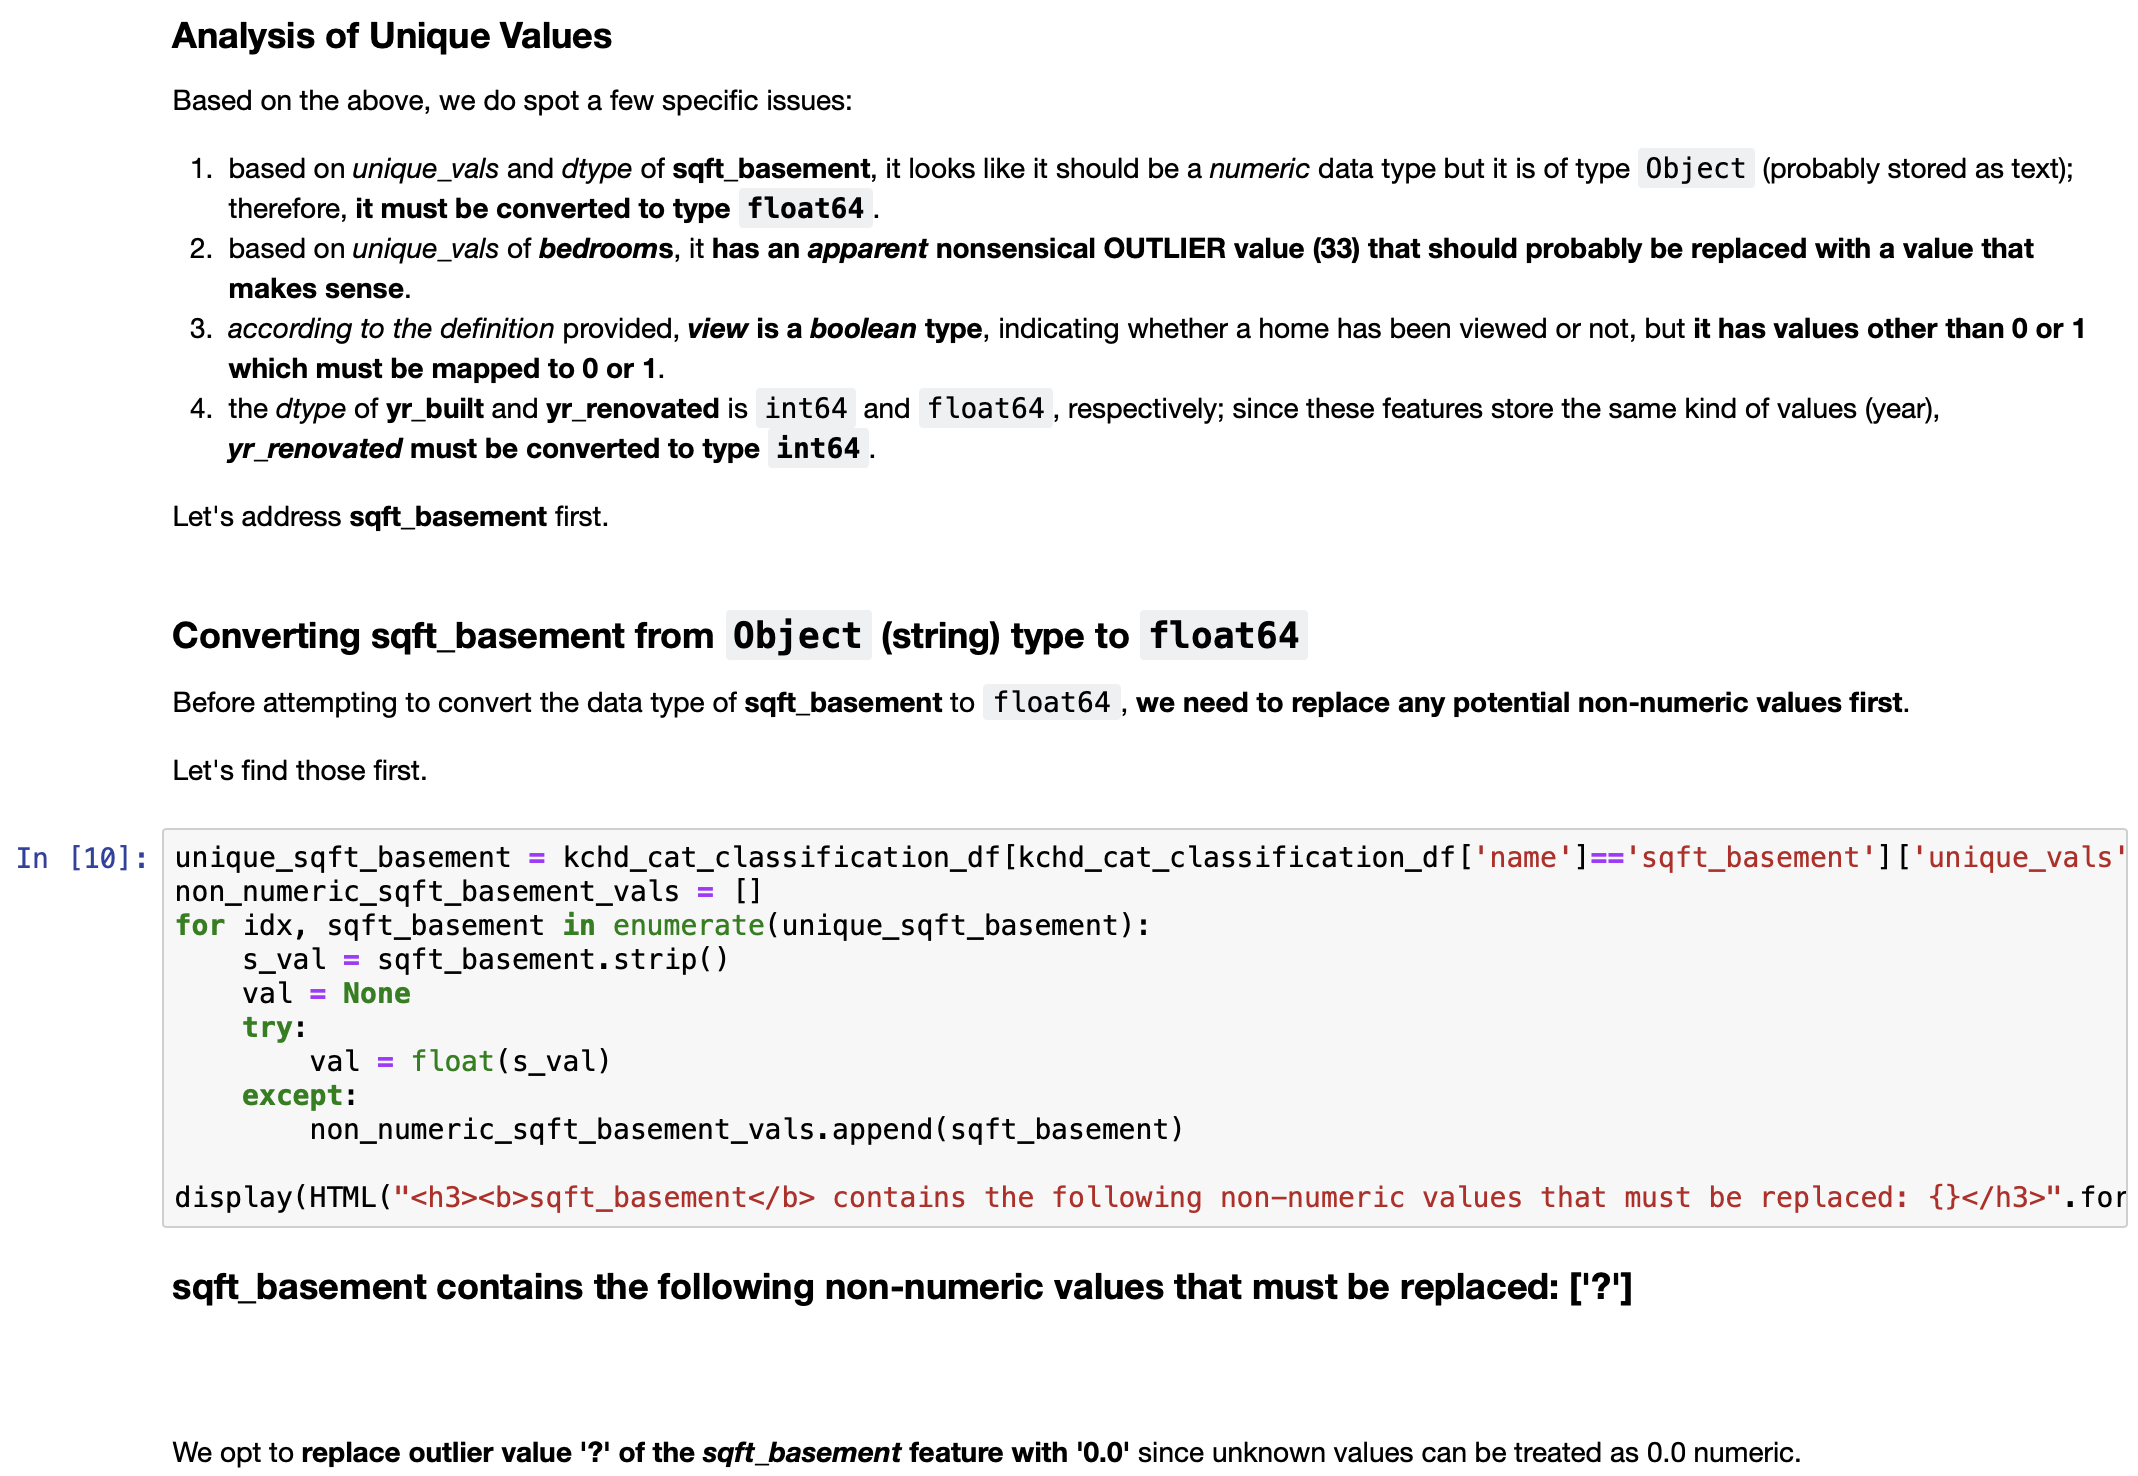 Analysis of Unique Values
Based on the above, we do spot a few specific issues:
1. based on unique_vals and dtype of sqft_basement, it looks like it should be a numeric data type but it is of type Object (probably stored as text);
therefore, it must be converted to type float64.
2. based on unique_vals of bedrooms, it has an apparent nonsensical OUTLIER value (33) that should probably be replaced with a value that
makes sense.
3. according to the definition provided, view is a boolean type, indicating whether a home has been viewed or not, but it has values other than 0 or 1
which must be mapped to 0 or 1.
4. the dtype of yr_built and yr_renovated is int64 and float64, respectively; since these features store the same kind of values (year),
yr_renovated must be converted to type int64.
Let's address sqft_basement first.
Converting sqft_basement from Object (string) type to float64
Before attempting to convert the data type of sqft_basement to float64, we need to replace any potential non-numeric values first.
Let's find those first.
In [10]: unique_sqft_basement = kchd_cat_classification_df[kchd_cat_classification_df['name']=='sqft_basement']['unique_vals'
non_numeric_sqft_basement_vals = []
for idx, sqft_basement in enumerate(unique_sqft_basement):
    s_val = sqft_basement.strip()
    val = None
    try:
        val = float(s_val)
    except:
        non_numeric_sqft_basement_vals.append(sqft_basement)
display(HTML("<h3><b>sqft_basement</b> contains the following non-numeric values that must be replaced: {}</h3>".for
sqft_basement contains the following non-numeric values that must be replaced: ['?']
We opt to replace outlier value '?' of the sqft_basement feature with '0.0' since unknown values can be treated as 0.0 numeric.